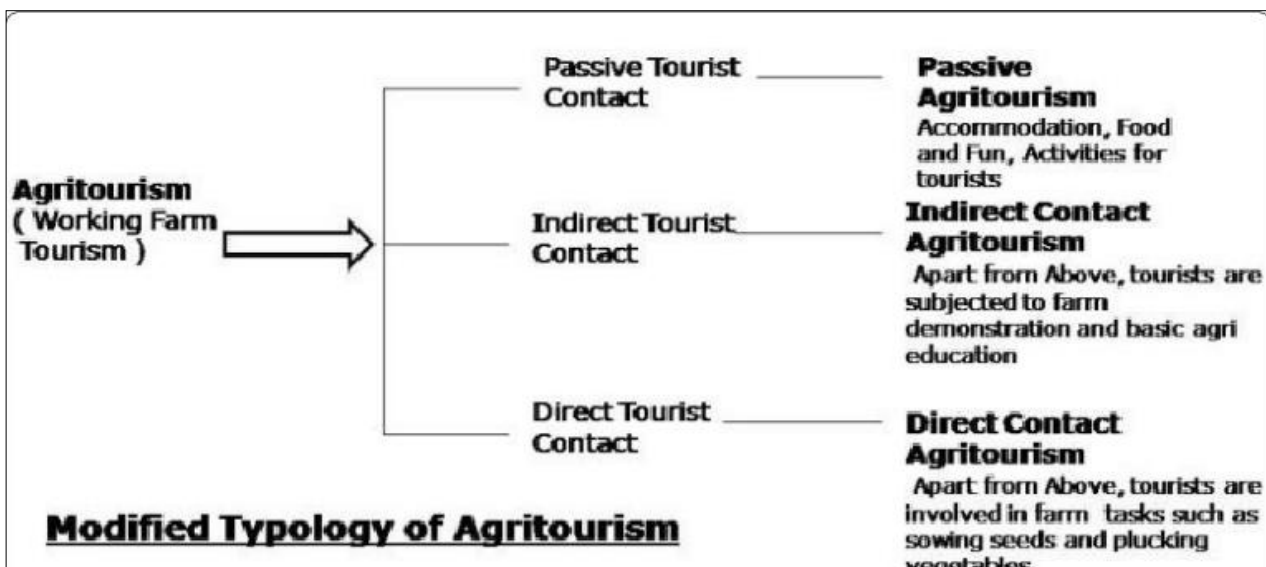 Agritourism
( Working Farm
Tourism )
Passive Tourist
Contact
Passive
Agritourism
Accommodation, Food
and Fun, Activities for
tourists
Indirect Tourist
Contact
Indirect Contact
Agritourism
Apart from Above, tourists are
subjected to farm
demonstration and basic agri
education
Direct Tourist
Contact
Direct Contact
Agritourism
Apart from Above, tourists are
involved in farm tasks such as
sowing seeds and plucking
vegetables
Modified Typology of Agritourism